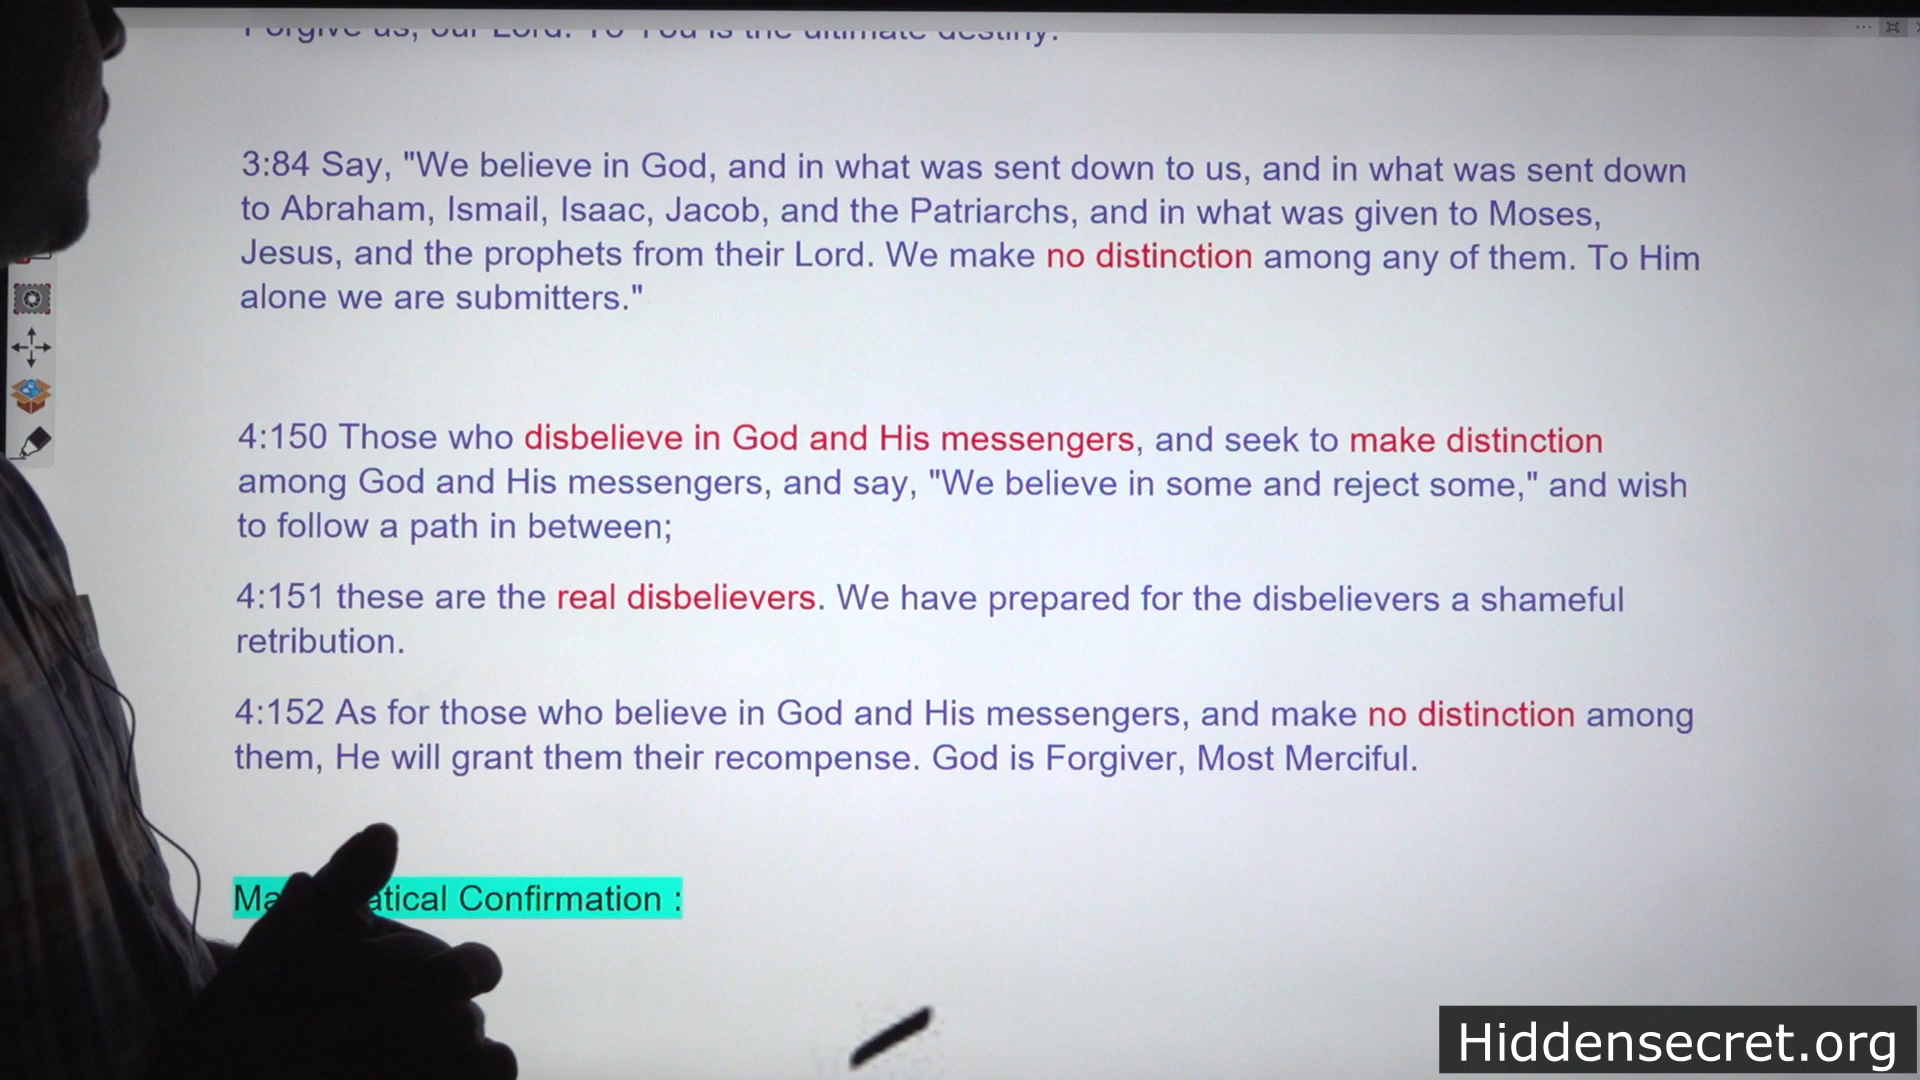 Forgive us, our Lord. To You is the ultimate destiny.
3:84 Say, "We believe in God, and in what was sent down to us, and in what was sent down
to Abraham, Ismail, Isaac, Jacob, and the Patriarchs, and in what was given to Moses,
Jesus, and the prophets from their Lord. We make no distinction among any of them. To Him
alone we are submitters."
4:150 Those who disbelieve in God and His messengers, and seek to make distinction
among God and His messengers, and say, "We believe in some and reject some," and wish
to follow a path in between;
4:151 these are the real disbelievers. We have prepared for the disbelievers a shameful
retribution.
4:152 As for those who believe in God and His messengers, and make no distinction among
them, He will grant them their recompense. God is Forgiver, Most Merciful.
Confirmation :
Hiddensecret.org